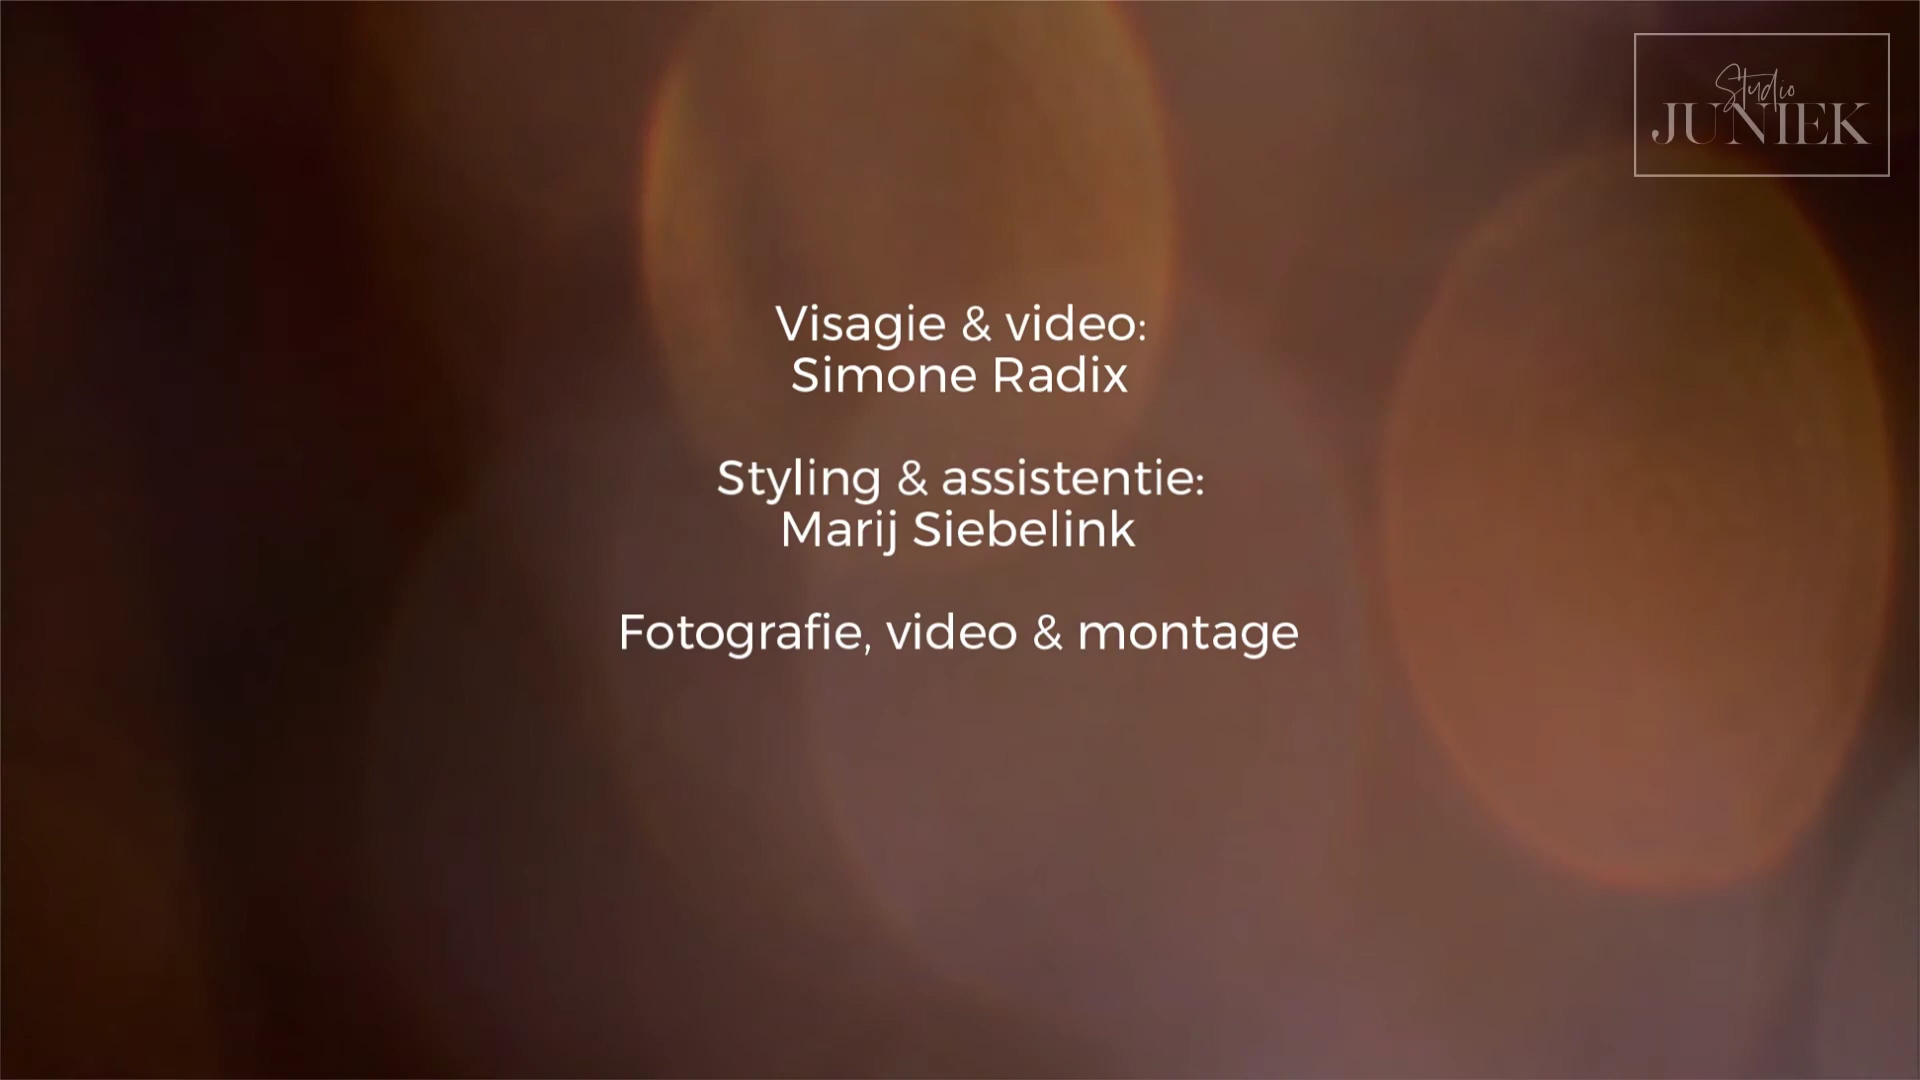 Studio
JUNIEK
Visagie & video:
Simone Radix
Styling & assistentie:
Marij Siebelink
Fotografie, video & montage